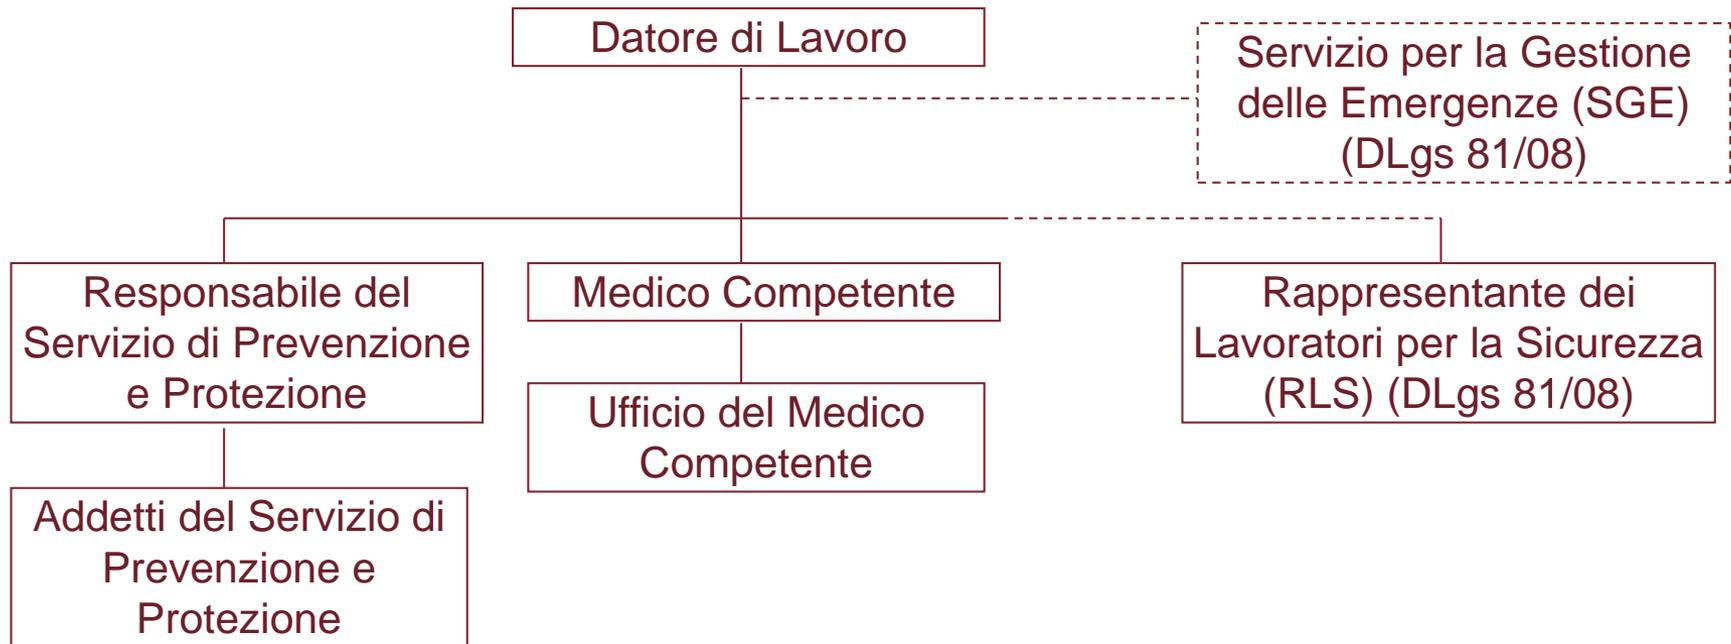 Datore di Lavoro
Servizio per la Gestione
delle Emergenze (SGE)
(DLgs 81/08)
Responsabile del
Servizio di Prevenzione
e Protezione
Medico Competente
Rappresentante dei
Lavoratori per la Sicurezza
(RLS) (DLgs 81/08)
Ufficio del Medico
Competente
Addetti del Servizio di
Prevenzione e
Protezione